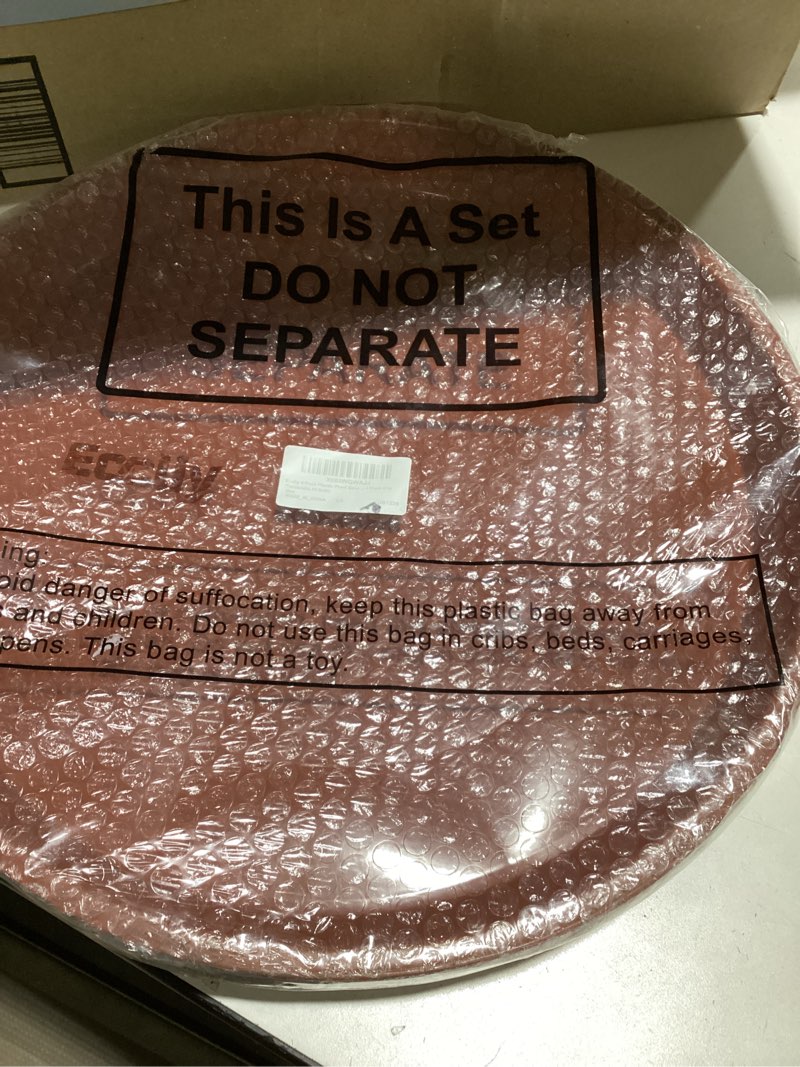 This Is A Set
DO NOT
SEPARATE
ing:
oid danger of suffocation, keep this plastic bag away from
and children. Do not use this bag in cribs, beds, carriages
pens. This bag is not a toy.